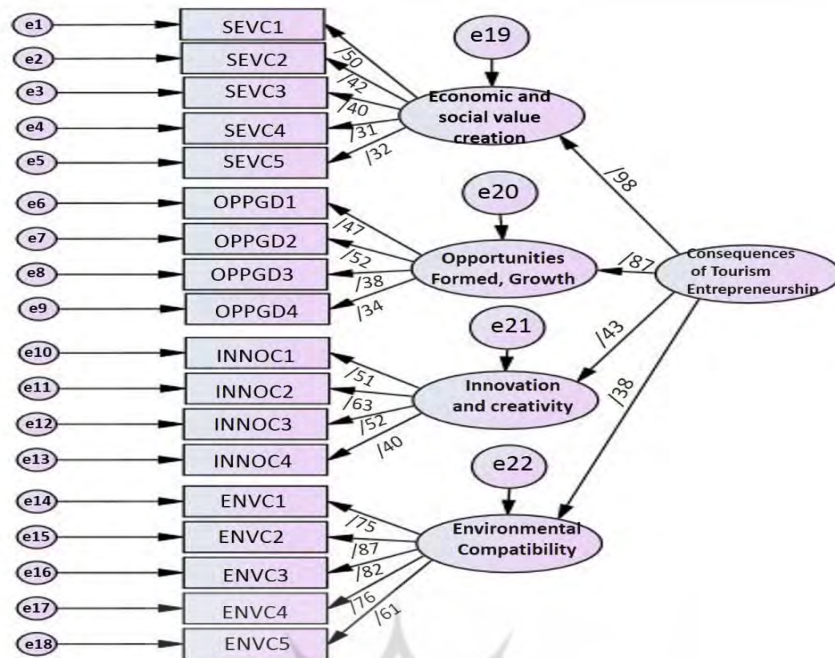 e1
SEVC1
e2
SEVC2
e3
SEVC3
e4
SEVC4
e5
SEVC5
/50
/42
/40
/31
/32
e19
Economic and
social value
creation
e6
OPPGD1
e7
OPPGD2
e8
OPPGD3
e9
OPPGD4
/47
/52
/38
/34
e20
Opportunities
Formed, Growth
e10
INNOC1
e11
INNOC2
e12
INNOC3
e13
INNOC4
/51
/63
/52
/40
e21
Innovation
and creativity
e14
ENVC1
e15
ENVC2
e16
ENVC3
e17
ENVC4
e18
ENVC5
/75
/87
/82
/76
/61
e22
Environmental
Compatibility
/98
/87
/43
/38
Consequences
of Tourism
Entrepreneurship